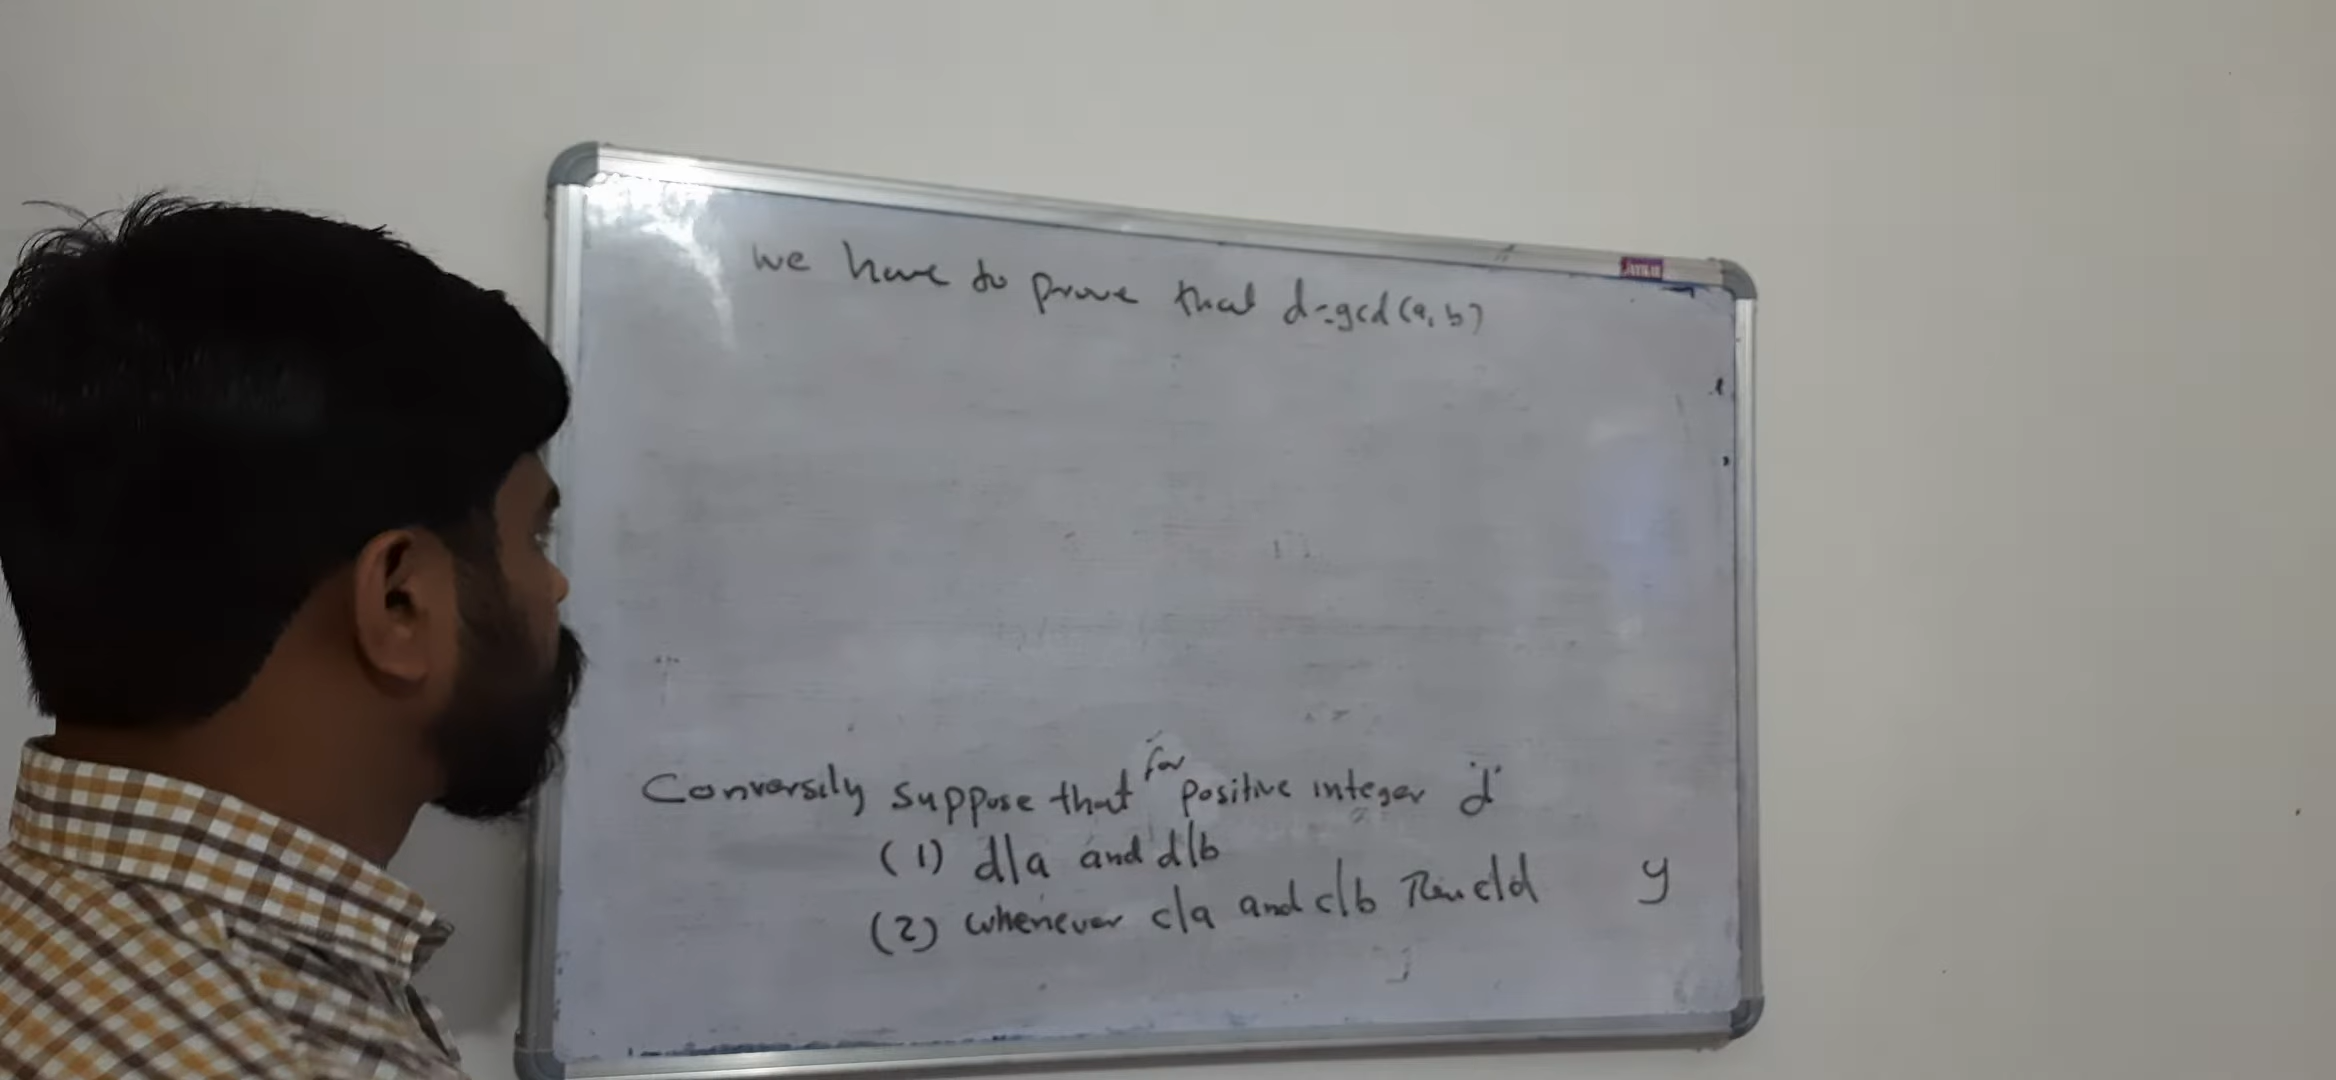 we have to prove that d=gcd(a, b)
Conversily suppose that for positive integer 'd'
(1) d|a and d|b
(2) whenever c|a and c|b Then c|d
y